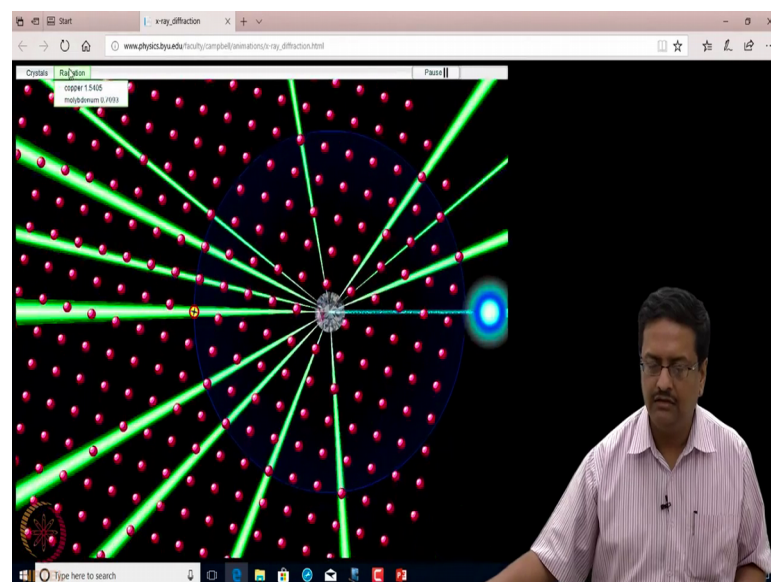 Start
x-ray_diffraction
www.physics.byu.edu/faculty/campbell/animations/x-ray_diffraction.html
Crystals Radiation
Pause
copper 1.5405
molybdenum 0.7093
Type here to search